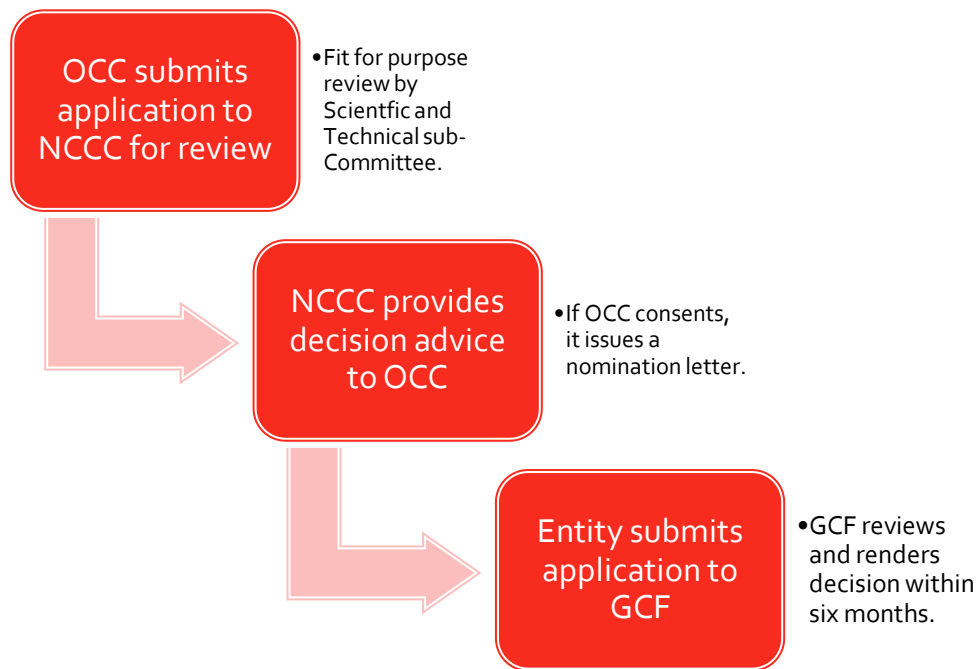 OCC submits
application to
NCCC for review
•Fit for purpose
review by
Scientfic and
Technical sub-
Committee.
NCCC provides
decision advice
to OCC
•If OCC consents,
it issues a
nomination letter.
Entity submits
application to
GCF
•GCF reviews
and renders
decision within
six months.